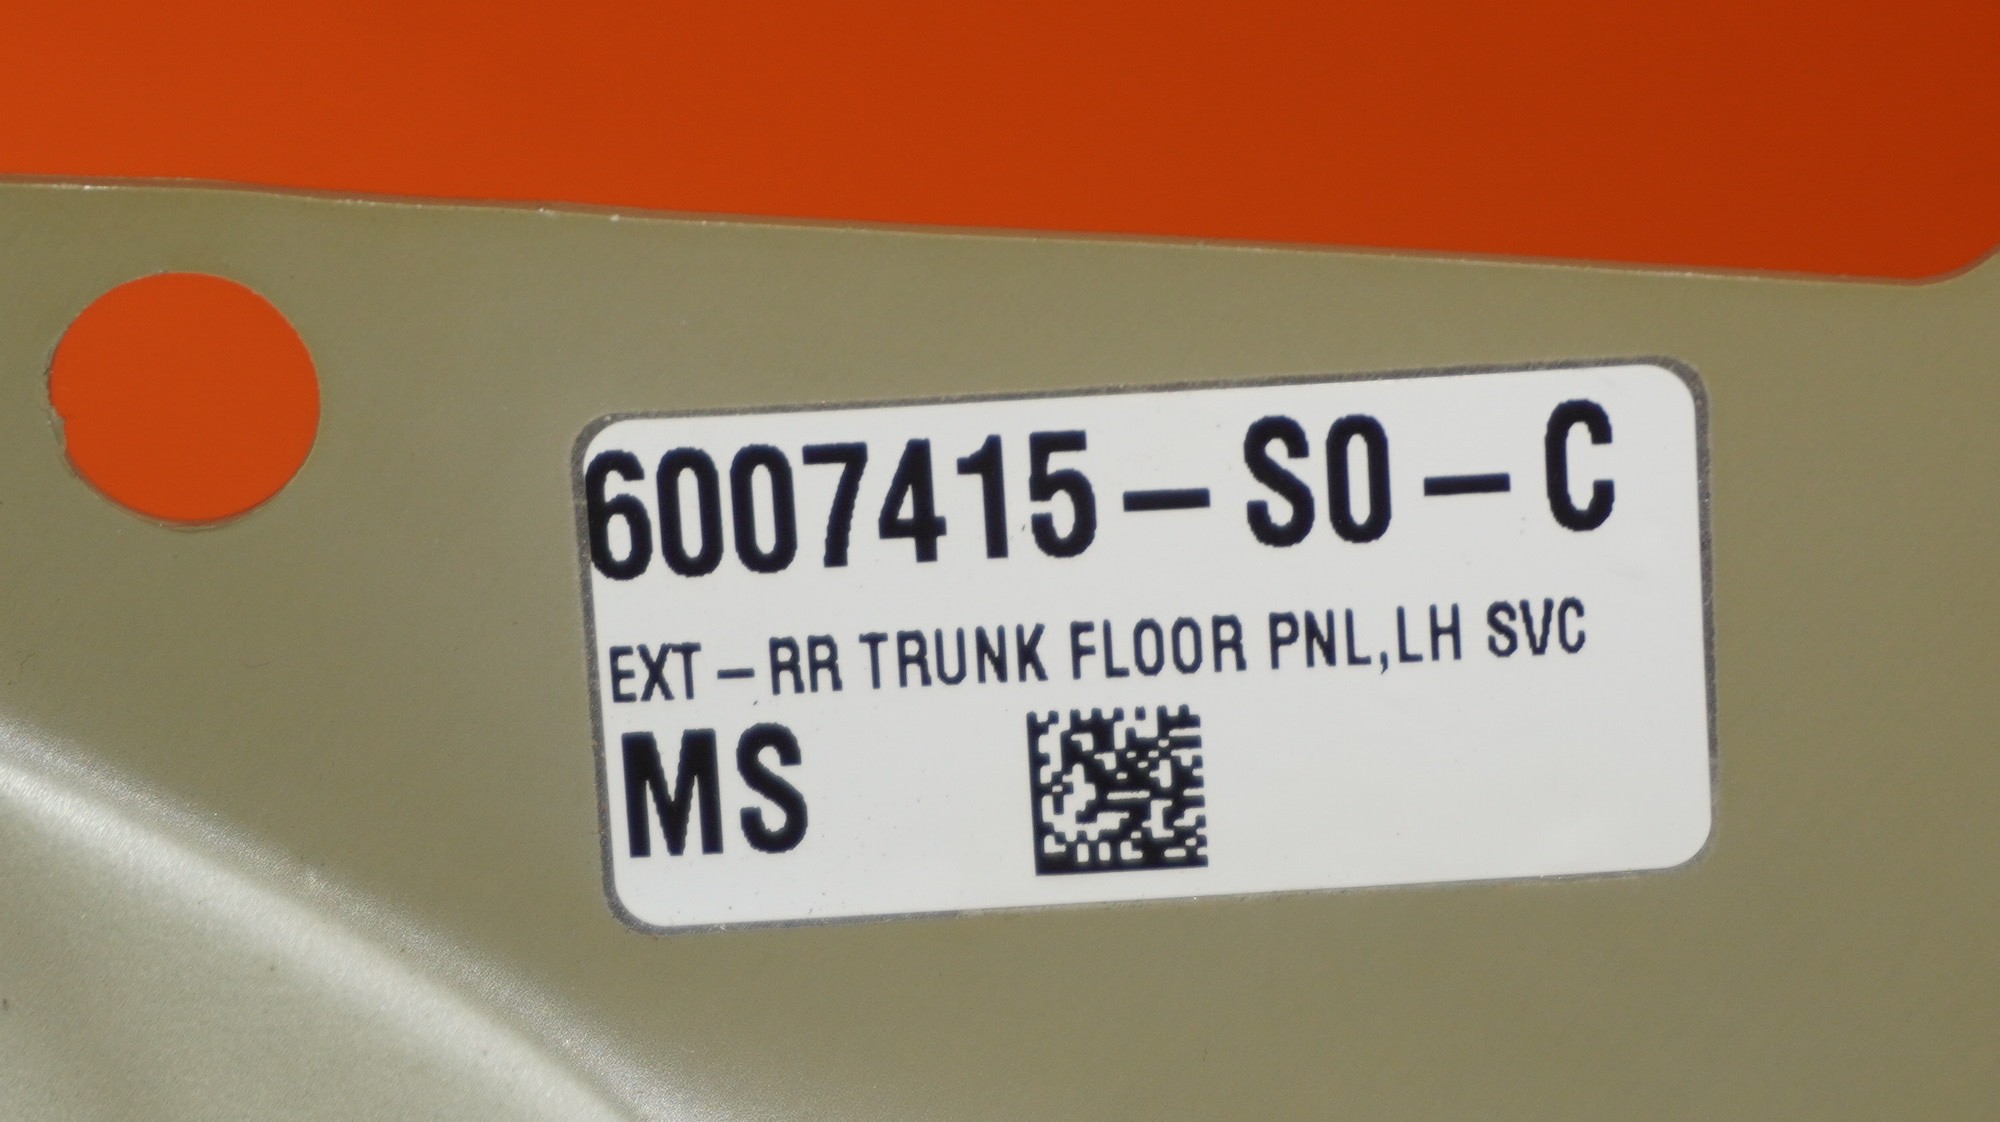 6007415-S0-C
EXT-RR TRUNK FLOOR PNL,LH SVC
MS